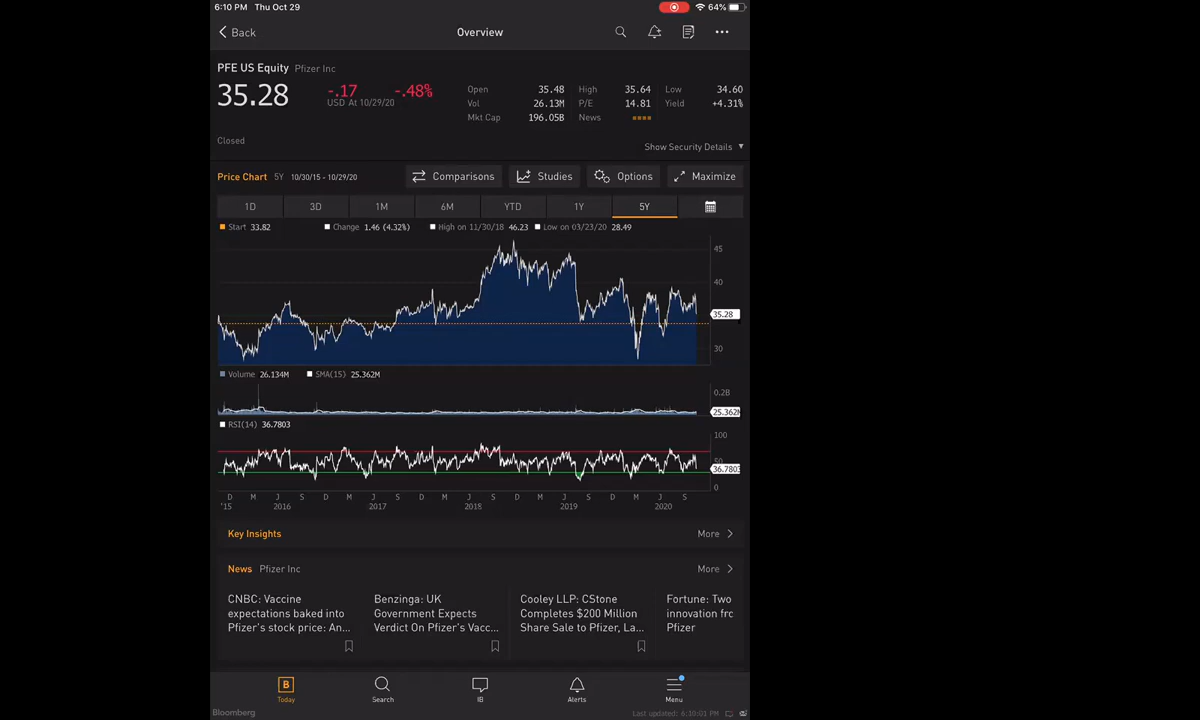 6:10 PM Thu Oct 29 64%
Back Overview
PFE US Equity Pfizer Inc
35.28 -.17 -.48%
USD At 10/29/20
Open 35.48 High 35.64 Low 34.60
Vol 26.13M P/E 14.81 Yield +4.31%
Mkt Cap 196.05B News
Closed
Show Security Details
Price Chart 5Y 10/30/15 - 10/29/20 Comparisons Studies Options Maximize
1D 3D 1M 6M YTD 1Y 5Y
Start 33.82 Change 1.46 (4.32%) High on 11/30/18 46.23 Low on 03/23/20 28.49
45
40
35.28
30
Volume 26.134M SMA(15) 25.362M
0.2B
25.362M
RSI(14) 36.7803
100
50
36.7803
0
D M J S D M J S D M J S D M J S D M J S
'15 2016 2017 2018 2019 2020
Key Insights More
News Pfizer Inc More
CNBC: Vaccine
expectations baked into
Pfizer's stock price: An...
Benzinga: UK
Government Expects
Verdict On Pfizer's Vacc...
Cooley LLP: CStone
Completes $200 Million
Share Sale to Pfizer, La...
Fortune: Two
innovation frc
Pfizer
B
Today Search IB Alerts Menu
Bloomberg Last updated: 6:10:01 PM